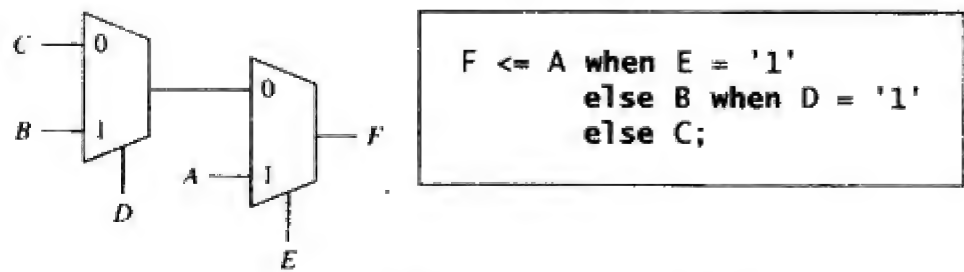 C
0
B
1
D
0
A
1
F
E
F <= A when E = '1'
else B when D = '1'
else C;